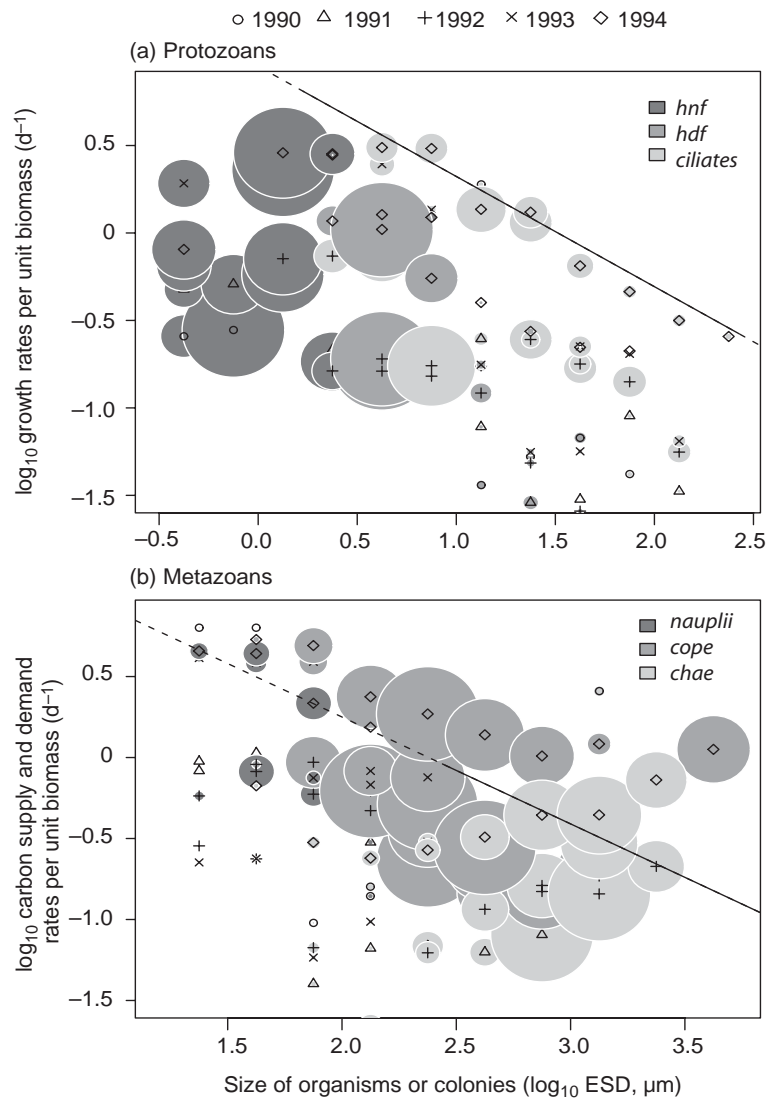 ○ 1990 △ 1991 + 1992 × 1993 ◇ 1994
(a) Protozoans
hnf
hdf
ciliates
log₁₀ growth rates per unit biomass (d⁻¹)
0.5
0
−0.5
−1.0
−1.5
−0.5 0.0 0.5 1.0 1.5 2.0 2.5
(b) Metazoans
nauplii
cope
chae
log₁₀ carbon supply and demand
rates per unit biomass (d⁻¹)
0.5
0
−0.5
−1.0
−1.5
1.5 2.0 2.5 3.0 3.5
Size of organisms or colonies (log₁₀ ESD, µm)